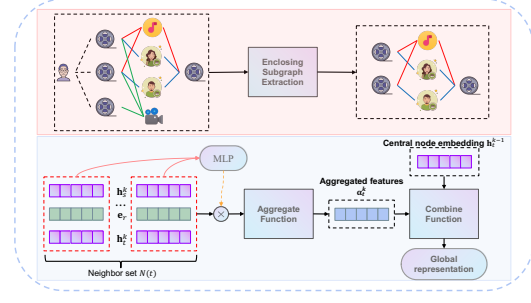 Enclosing
Subgraph
Extraction
Central node embedding h_t^{k-1}
MLP
Aggregated features
α_t^k
h_s^k
...
e_r
h_t^k
×
Aggregate
Function
Combine
Function
Neighbor set N(t)
Global
representation